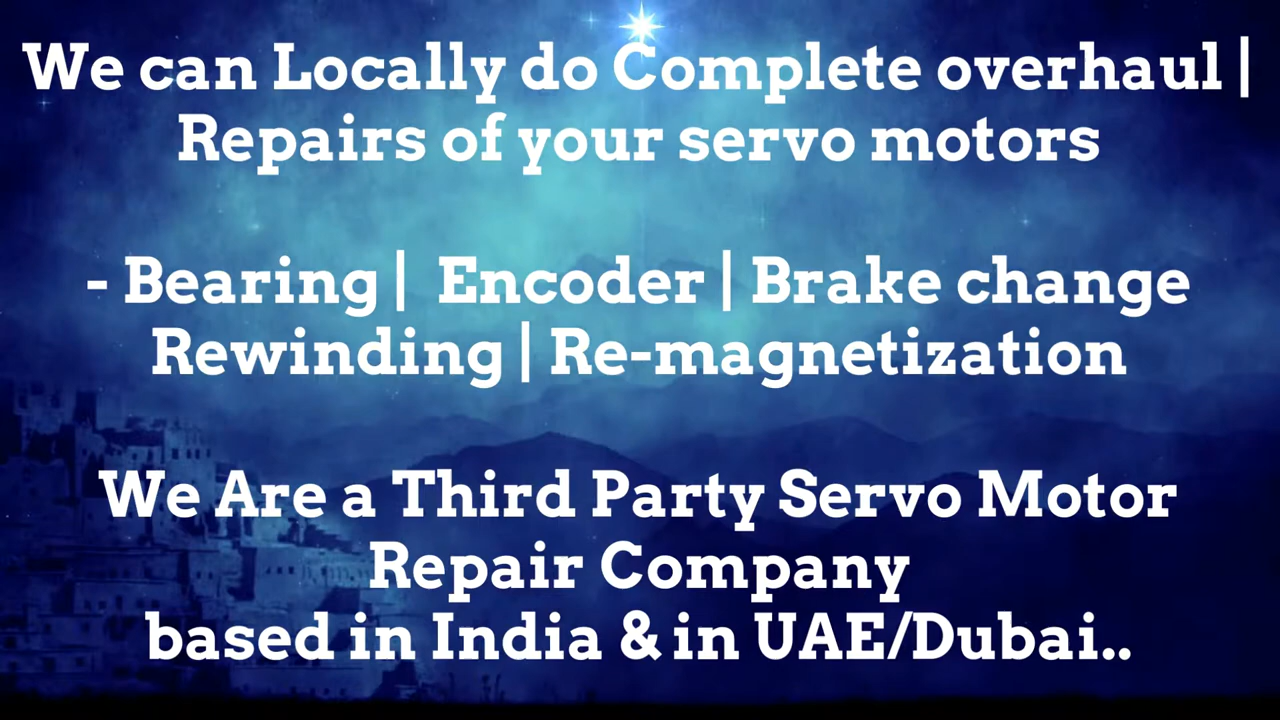 We can Locally do Complete overhaul |
Repairs of your servo motors
- Bearing | Encoder | Brake change
Rewinding | Re-magnetization
We Are a Third Party Servo Motor
Repair Company
based in India & in UAE/Dubai..